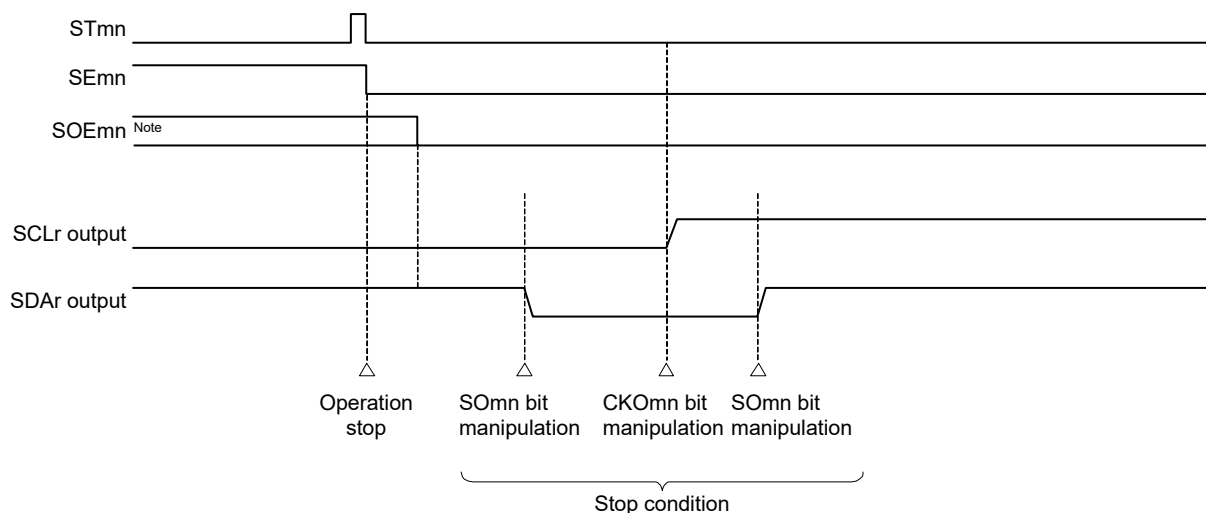 STmn
SEmn
SOEmn Note
SCLr output
SDAr output
Operation
stop
SOmn bit
manipulation
CKOmn bit
manipulation
SOmn bit
manipulation
Stop condition